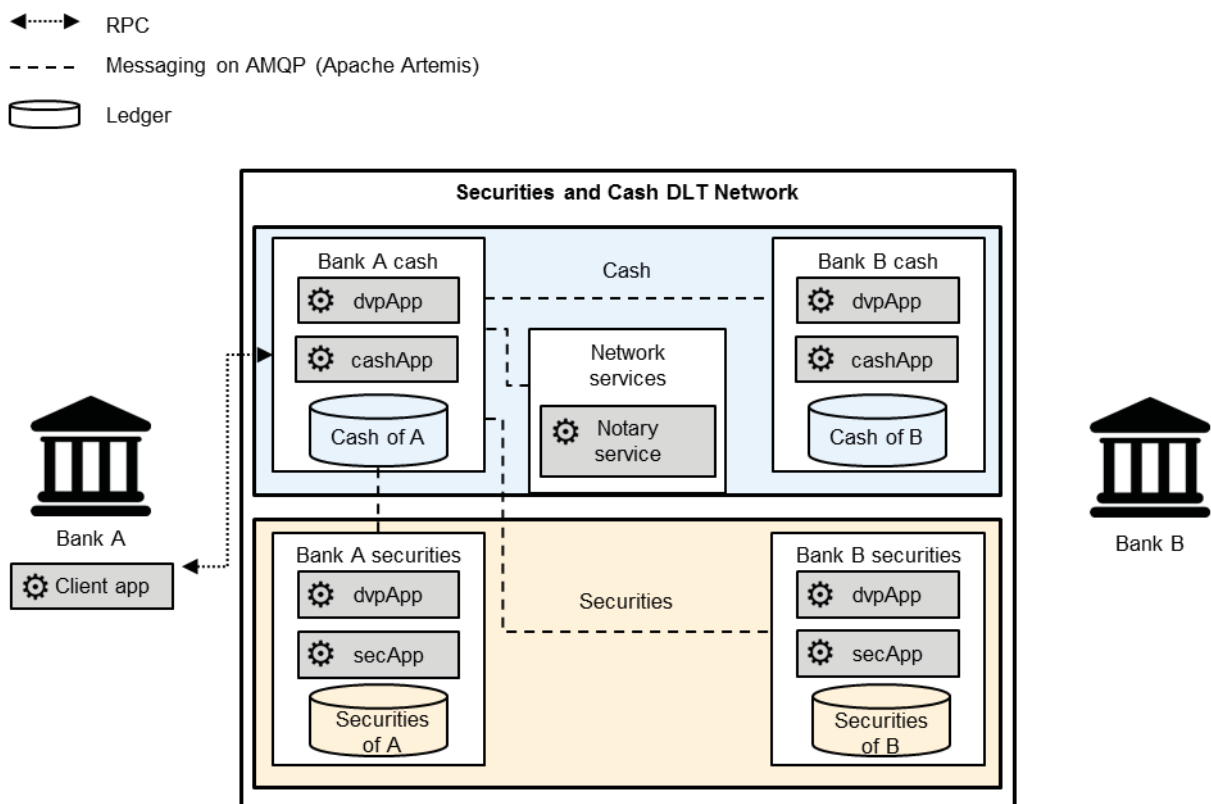 RPC
Messaging on AMQP (Apache Artemis)
Ledger
Securities and Cash DLT Network
Bank A cash
dvpApp
cashApp
Cash of A
Cash
Network
services
Notary
service
Bank B cash
dvpApp
cashApp
Cash of B
Bank A
Client app
Bank B
Bank A securities
dvpApp
secApp
Securities
of A
Securities
Bank B securities
dvpApp
secApp
Securities
of B